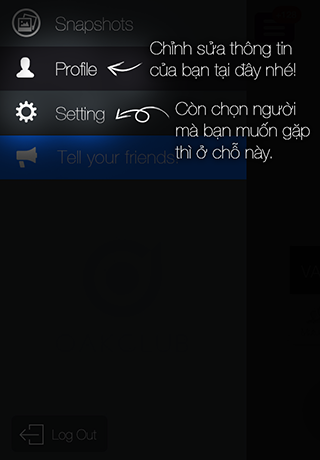 Snapshots
Chỉnh sửa thông tin
của bạn tại đây nhé!
Profile
Còn chọn người
mà bạn muốn gặp
thì ở chỗ này.
Setting
Tell your friends!
Log Out